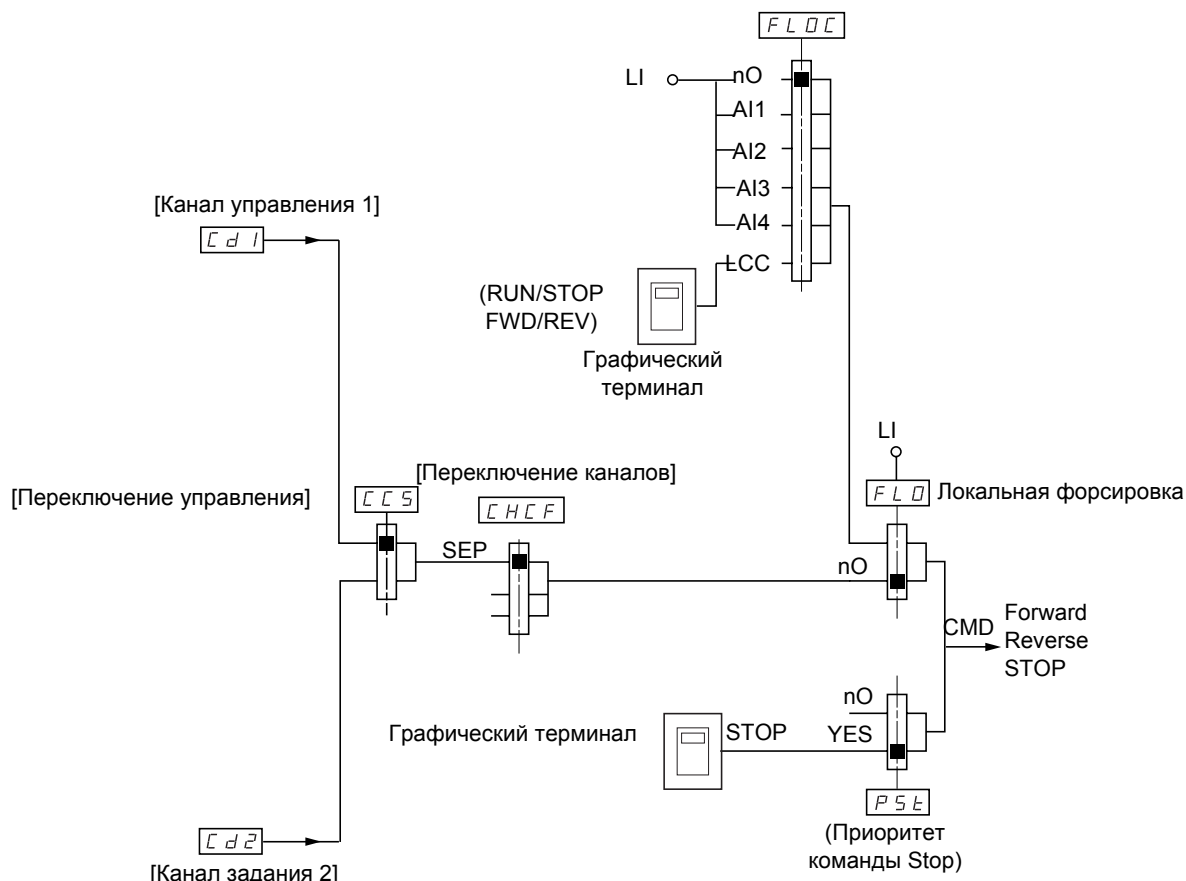 FLOC
LI
nO
AI1
AI2
AI3
AI4
LCC
[Канал управления 1]
Cd1
(RUN/STOP
FWD/REV)
Графический
терминал
LI
FLO
Локальная форсировка
[Переключение каналов]
[Переключение управления]
CCS
CHCF
SEP
nO
CMD
Forward
Reverse
STOP
nO
Графический терминал
STOP
YES
PSt
(Приоритет
команды Stop)
Cd2
[Канал задания 2]